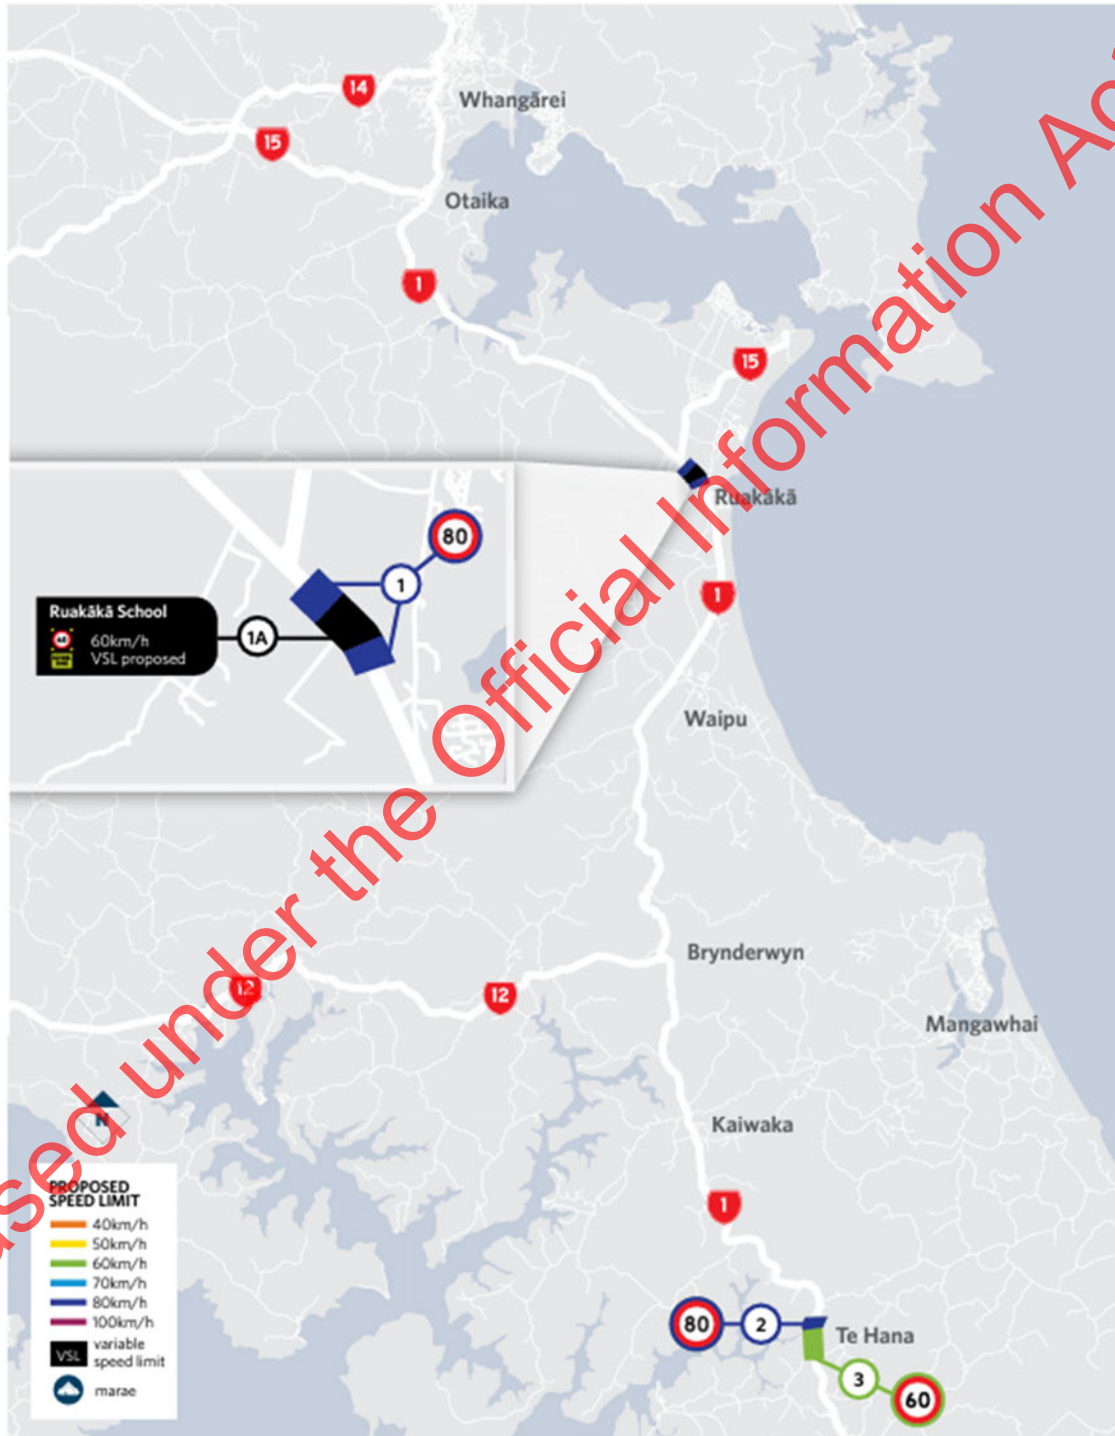 14
Whangārei
15
Otaika
1
15
Ruakākā
80
1
Ruakākā School
60km/h
VSL proposed
1A
1
Waipu
Brynderwyn
12
12
Mangawhai
Kaiwaka
N
PROPOSED
SPEED LIMIT
40km/h
50km/h
60km/h
70km/h
80km/h
100km/h
VSL variable
speed limit
marae
1
80
2
Te Hana
3
60
under the Official Information